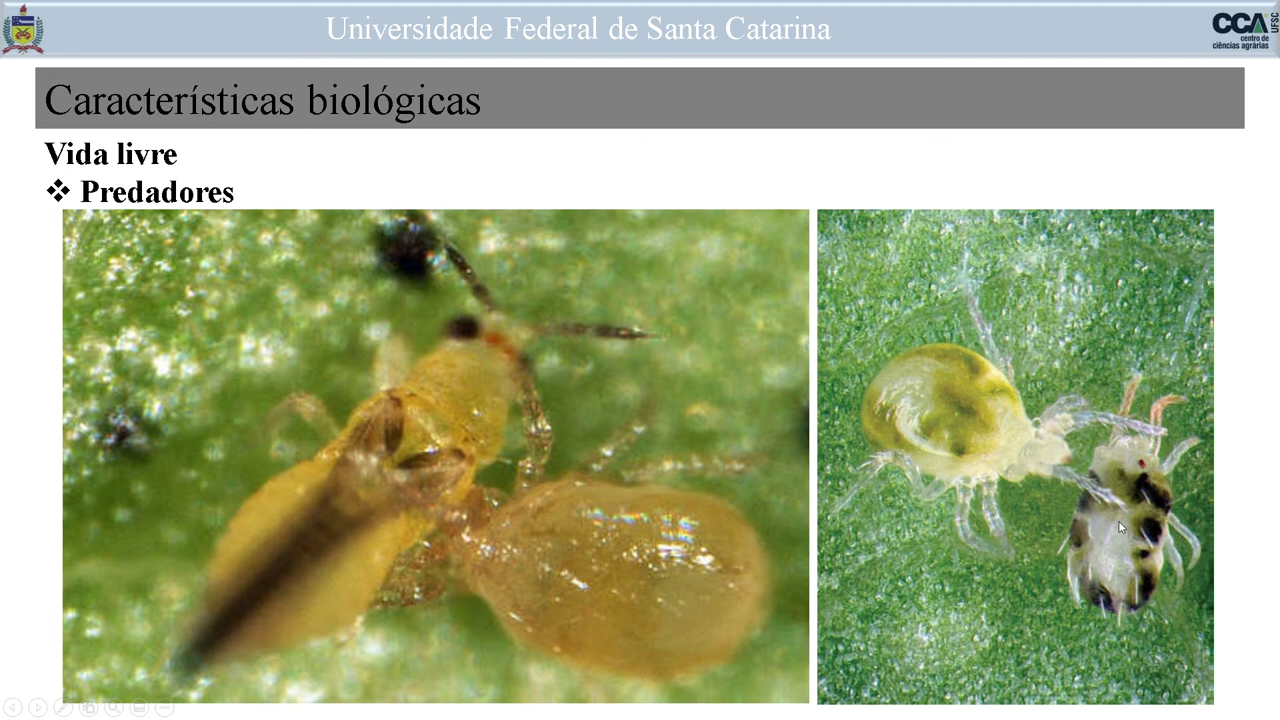 Universidade Federal de Santa Catarina
CCA
centro de
ciências agrárias
UFSC
Características biológicas
Vida livre
❖ Predadores